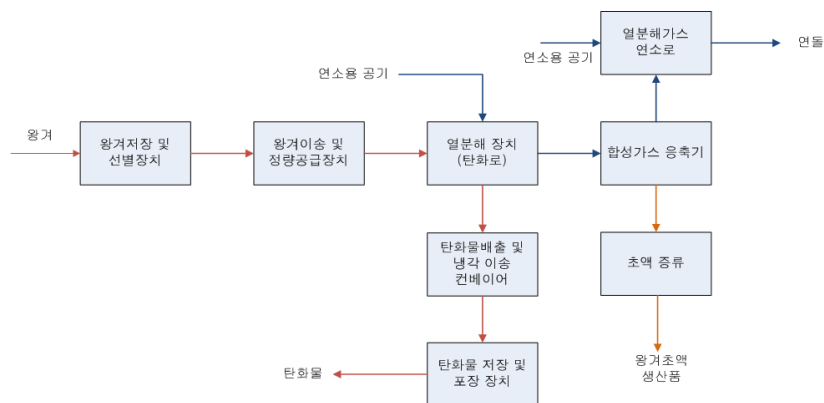 열분해가스
연소로
연소용 공기
연돌
연소용 공기
왕겨
왕겨저장 및
선별장치
왕겨이송 및
정량공급장치
열분해 장치
(탄화로)
합성가스 응축기
탄화물배출 및
냉각 이송
컨베이어
초액 증류
탄화물
탄화물 저장 및
포장 장치
왕겨초액
생산품